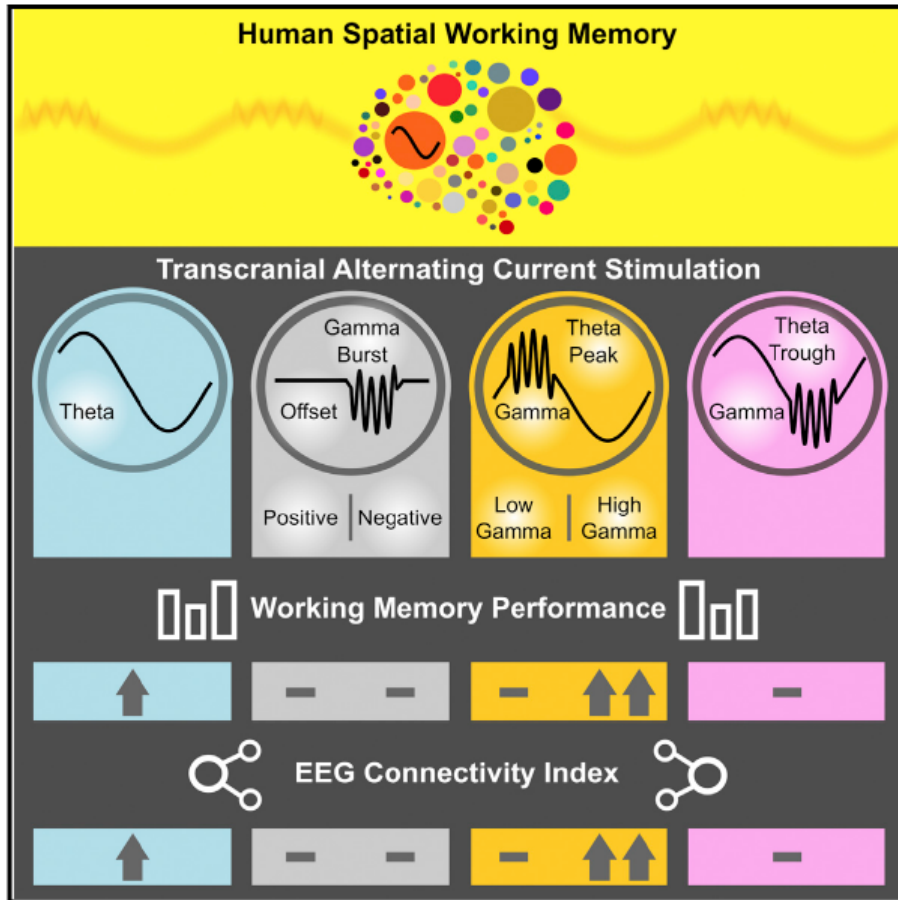 Human Spatial Working Memory
Transcranial Alternating Current Stimulation
Theta
Gamma
Burst
Offset
Positive
Negative
Theta
Peak
Gamma
Low
Gamma
High
Gamma
Theta
Trough
Gamma
Working Memory Performance
EEG Connectivity Index